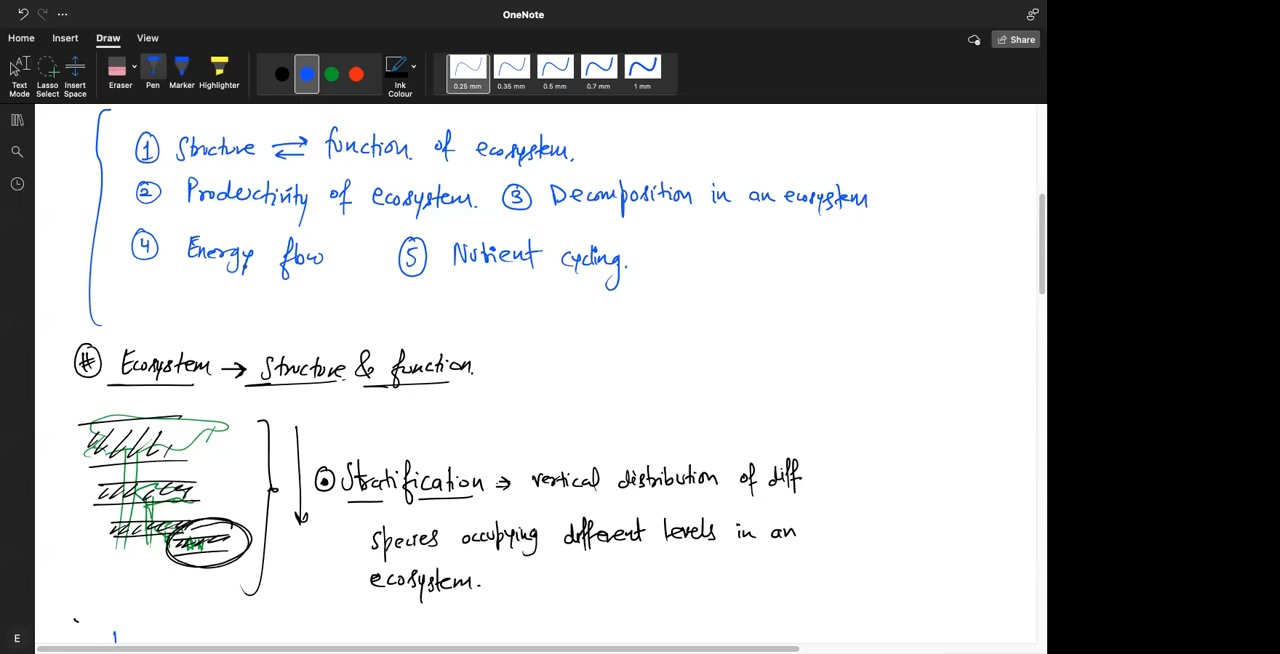 OneNote
Home Insert Draw View
Share
Text Mode
Lasso Select
Insert Space
Eraser
Pen
Marker
Highlighter
Ink Colour
0.25 mm
0.35 mm
0.5 mm
0.7 mm
1 mm
① Structure ⇄ function of ecosystem.
② Productivity of ecosystem. ③ Decomposition in an ecosystem
④ Energy flow ⑤ Nutrient cycling.
# Ecosystem → Structure & function.
Stratification → vertical distribution of diff
species occupying different levels in an
ecosystem.
E